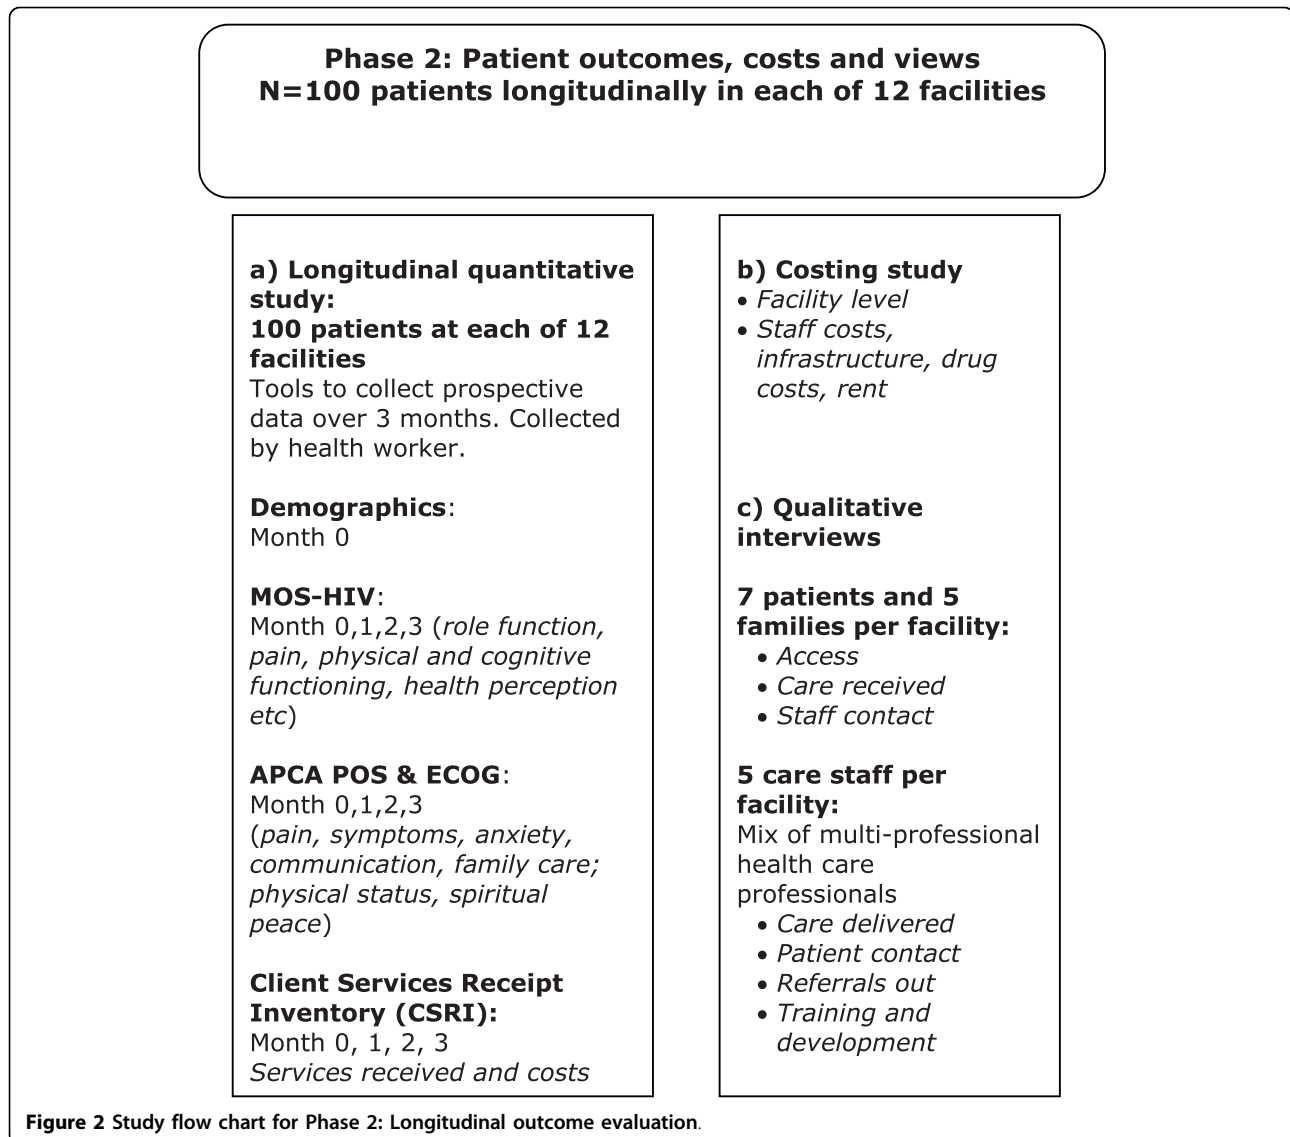 Phase 2: Patient outcomes, costs and views
N=100 patients longitudinally in each of 12 facilities
a) Longitudinal quantitative
study:
100 patients at each of 12
facilities
Tools to collect prospective
data over 3 months. Collected
by health worker.
Demographics:
Month 0
MOS-HIV:
Month 0,1,2,3 (role function,
pain, physical and cognitive
functioning, health perception
etc)
APCA POS & ECOG:
Month 0,1,2,3
(pain, symptoms, anxiety,
communication, family care;
physical status, spiritual
peace)
Client Services Receipt
Inventory (CSRI):
Month 0, 1, 2, 3
Services received and costs
b) Costing study
• Facility level
• Staff costs,
infrastructure, drug
costs, rent
c) Qualitative
interviews
7 patients and 5
families per facility:
• Access
• Care received
• Staff contact
5 care staff per
facility:
Mix of multi-professional
health care
professionals
• Care delivered
• Patient contact
• Referrals out
• Training and
development
Figure 2 Study flow chart for Phase 2: Longitudinal outcome evaluation.